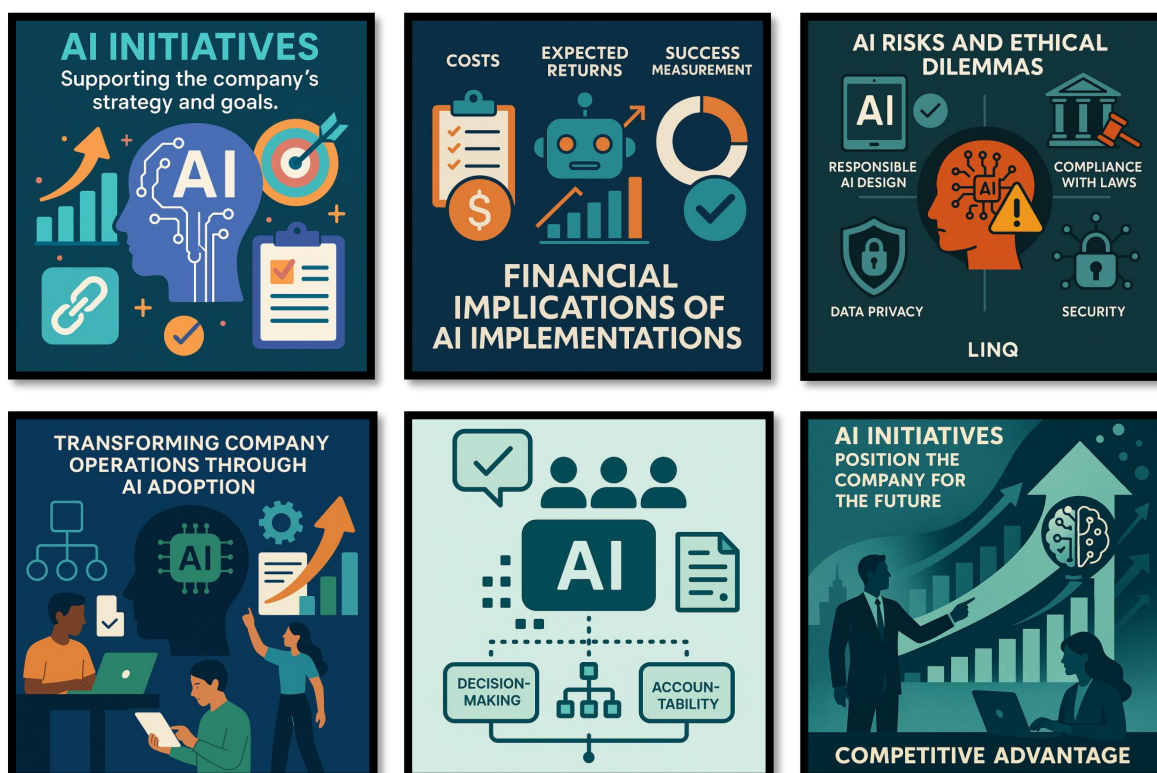 AI INITIATIVES
Supporting the company's
strategy and goals.
AI
COSTS
EXPECTED
RETURNS
SUCCESS
MEASUREMENT
$
FINANCIAL
IMPLICATIONS OF
AI IMPLEMENTATIONS
AI RISKS AND ETHICAL
DILEMMAS
AI
RESPONSIBLE
AI DESIGN
COMPLIANCE
WITH LAWS
AI
DATA PRIVACY
SECURITY
LINQ
TRANSFORMING COMPANY
OPERATIONS THROUGH
AI ADOPTION
AI
AI
DECISION-
MAKING
ACCOUN-
TABILITY
AI INITIATIVES
POSITION THE
COMPANY FOR
THE FUTURE
COMPETITIVE ADVANTAGE